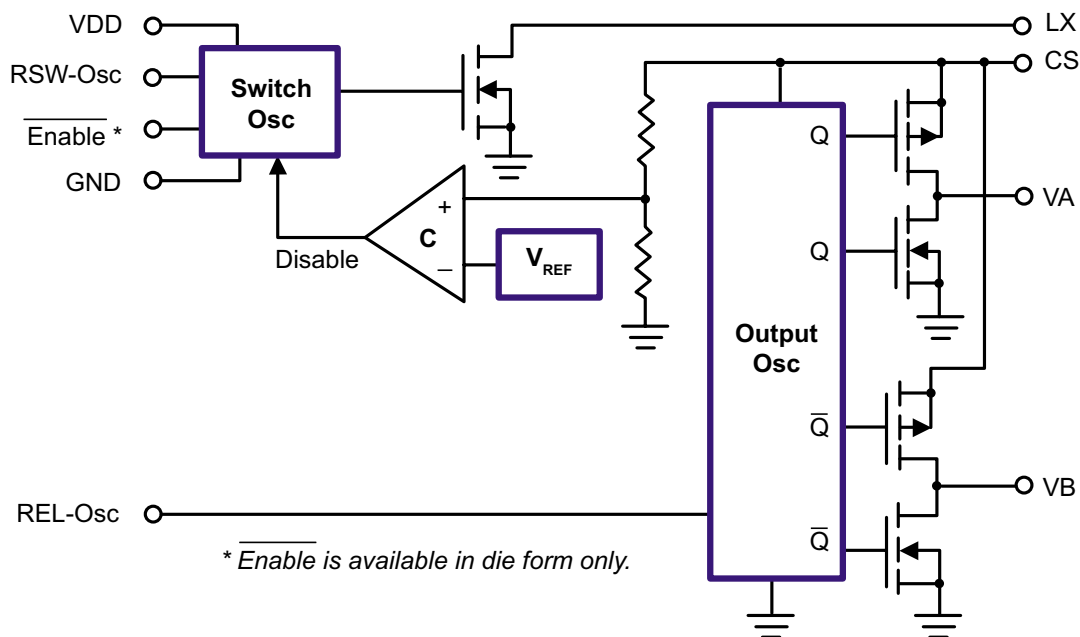 VDD
RSW-Osc
Enable *
GND
Switch
Osc
LX
CS
+
C
–
Disable
VREF
Output
Osc
Q
Q
Q̅
Q̅
VA
VB
REL-Osc
* Enable is available in die form only.